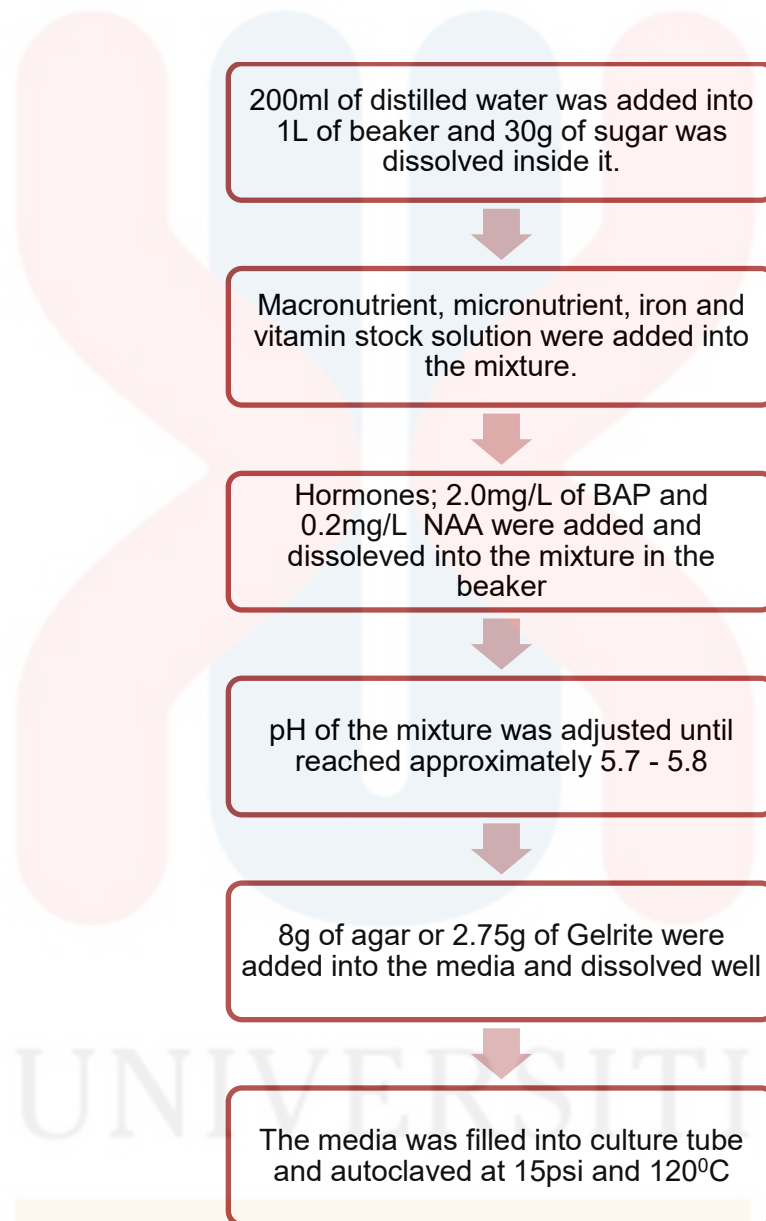 200ml of distilled water was added into
1L of beaker and 30g of sugar was
dissolved inside it.
Macronutrient, micronutrient, iron and
vitamin stock solution were added into
the mixture.
Hormones; 2.0mg/L of BAP and
0.2mg/L NAA were added and
dissoleved into the mixture in the
beaker
pH of the mixture was adjusted until
reached approximately 5.7 - 5.8
8g of agar or 2.75g of Gelrite were
added into the media and dissolved well
UNIVERSITI
The media was filled into culture tube
and autoclaved at 15psi and 120⁰C